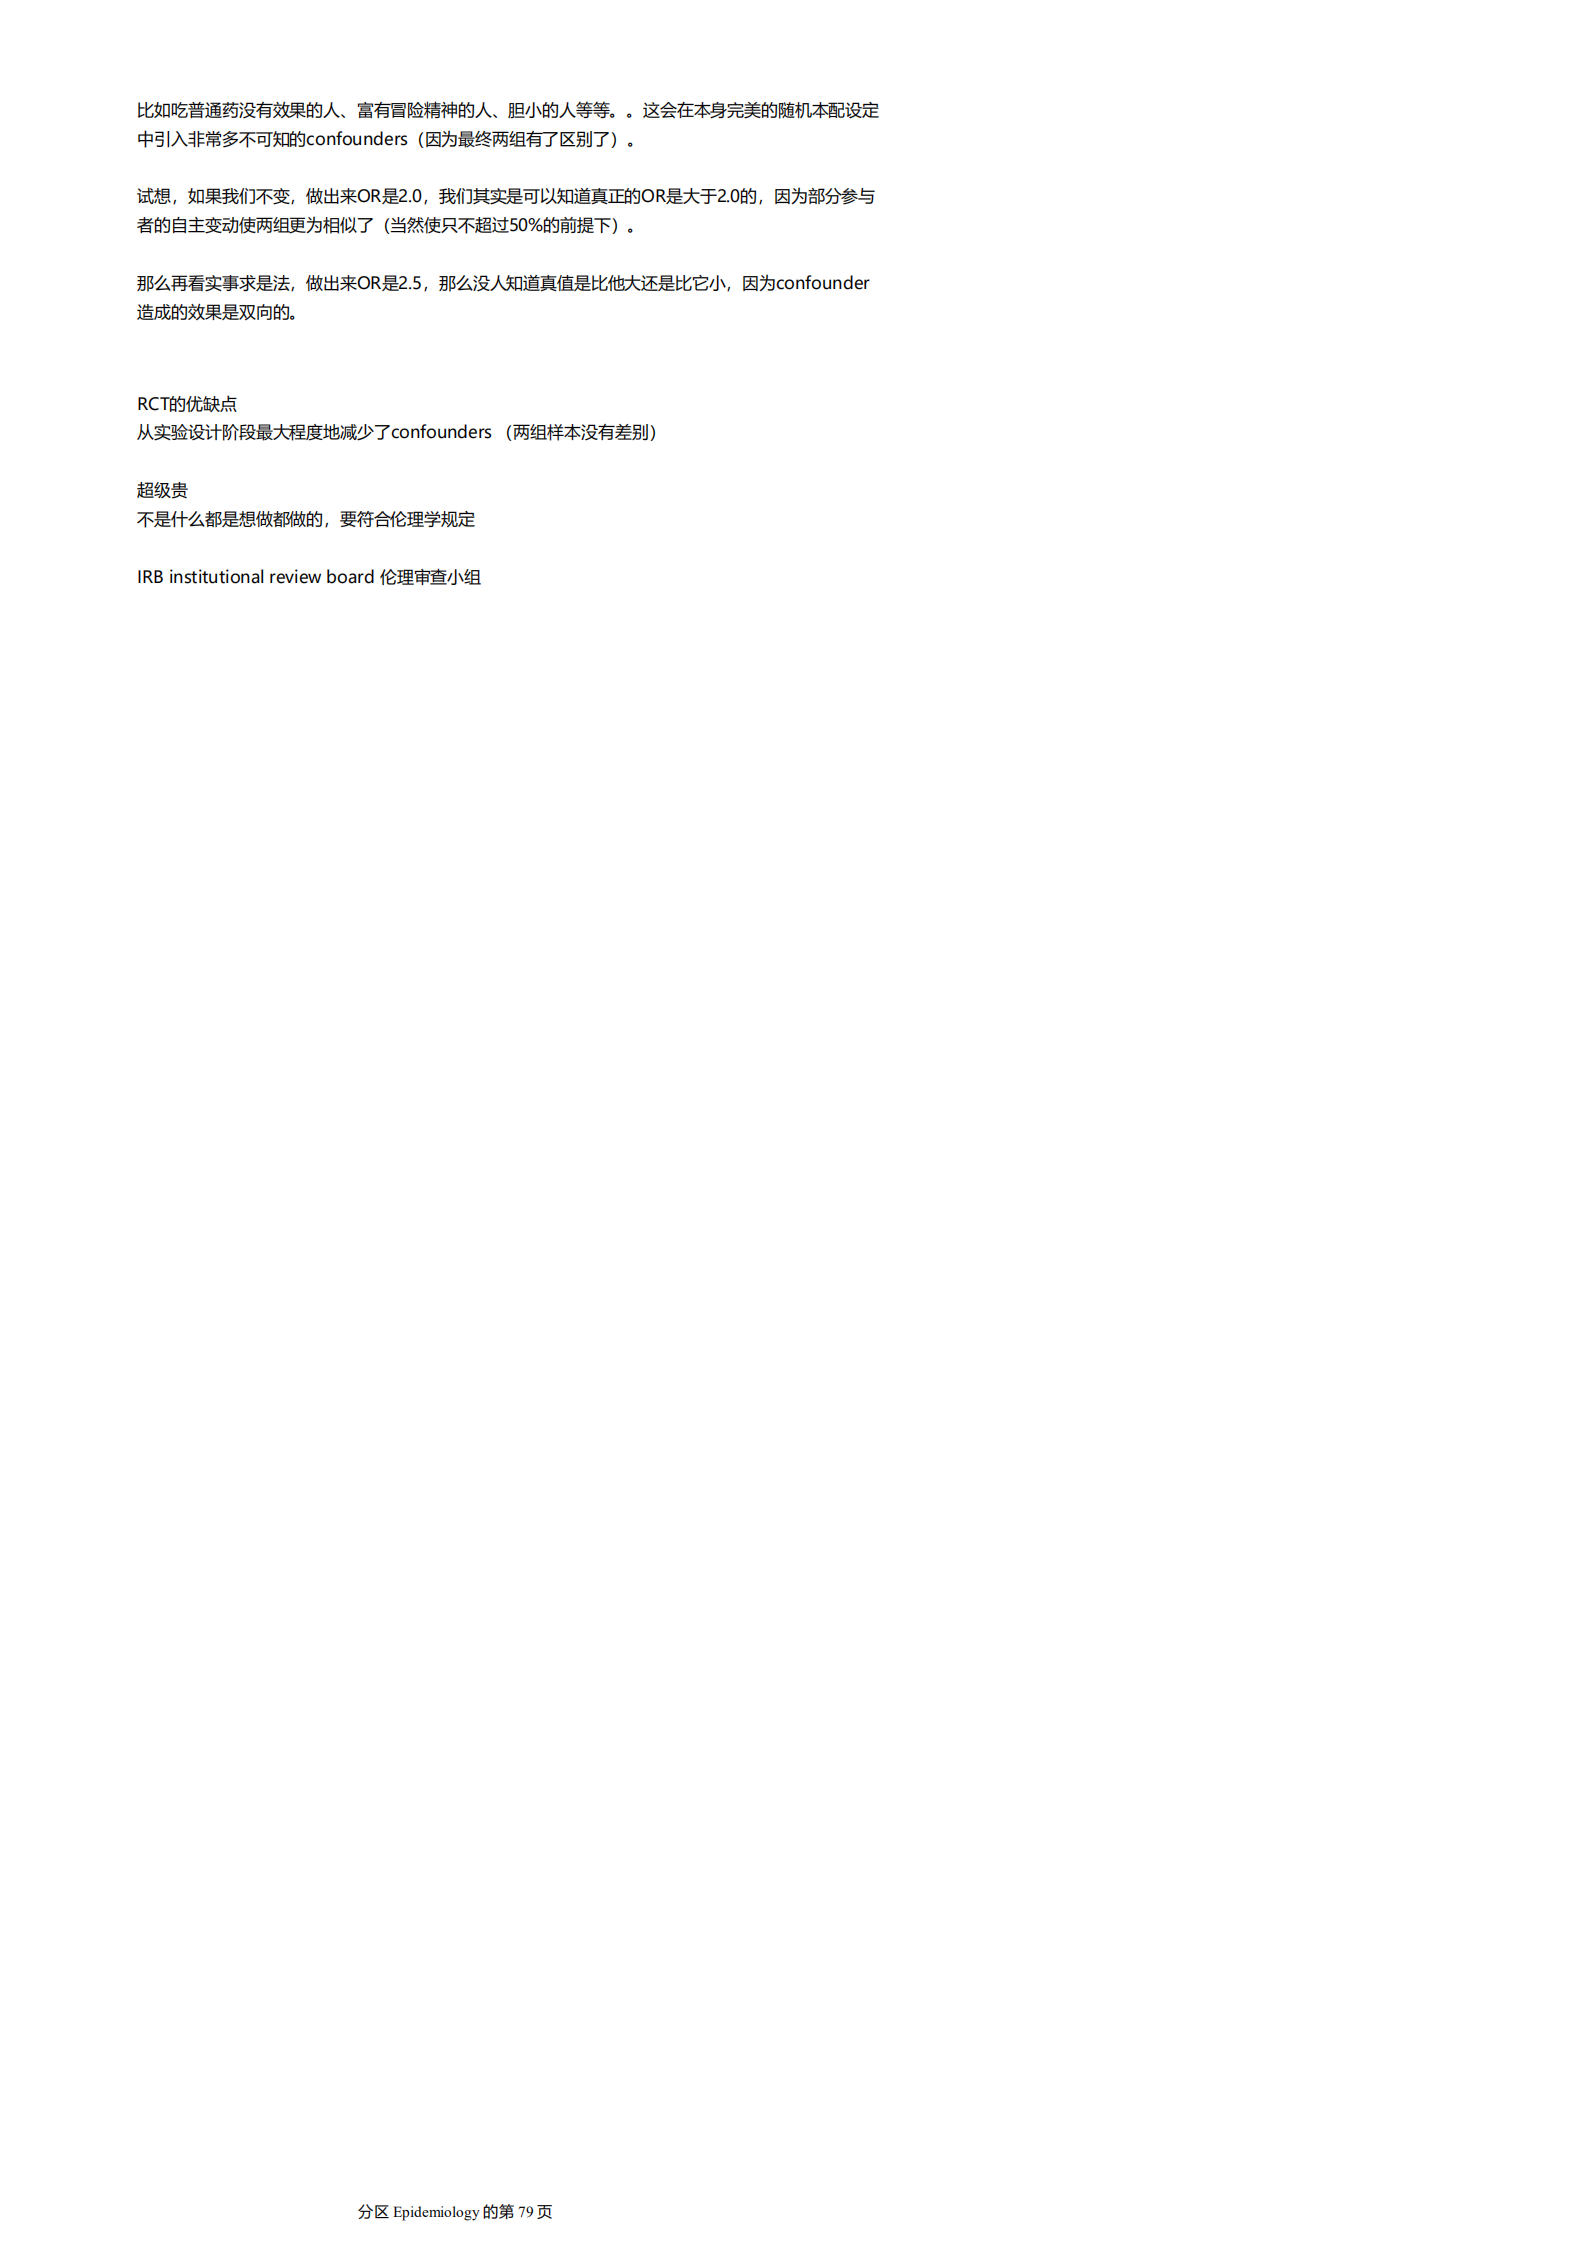 比如吃普通药没有效果的人、富有冒险精神的人、胆小的人等等。。这会在本身完美的随机本配设定
中引入非常多不可知的confounders（因为最终两组有了区别了）。
试想，如果我们不变，做出来OR是2.0，我们其实是可以知道真正的OR是大于2.0的，因为部分参与
者的自主变动使两组更为相似了（当然使只不超过50%的前提下）。
那么再看实事求是法，做出来OR是2.5，那么没人知道真值是比他大还是比它小，因为confounder
造成的效果是双向的。
RCT的优缺点
从实验设计阶段最大程度地减少了confounders （两组样本没有差别）
超级贵
不是什么都是想做都做的，要符合伦理学规定
IRB institutional review board 伦理审查小组
分区 Epidemiology 的第 79 页